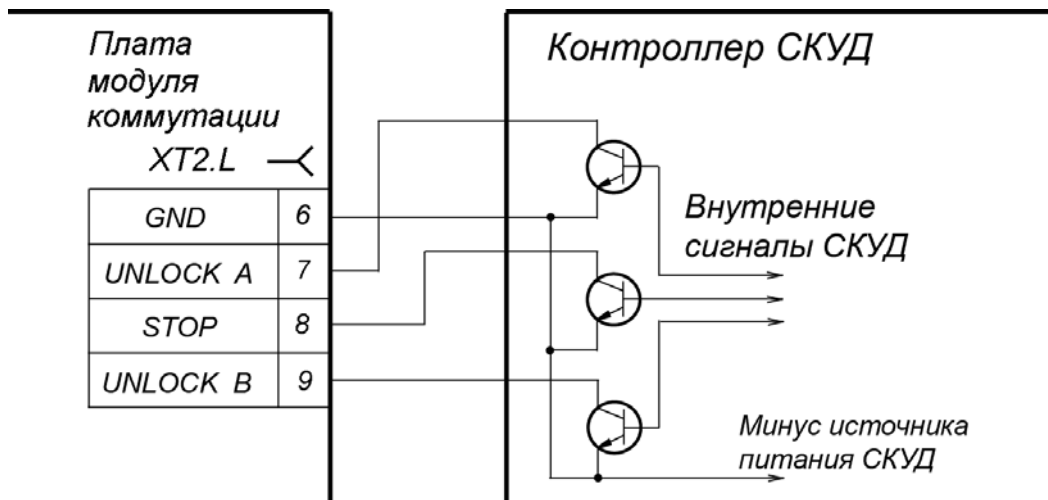 Плата
модуля
коммутации
XT2.L
GND 6
UNLOCK A 7
STOP 8
UNLOCK B 9
Контроллер СКУД
Внутренние
сигналы СКУД
Минус источника
питания СКУД